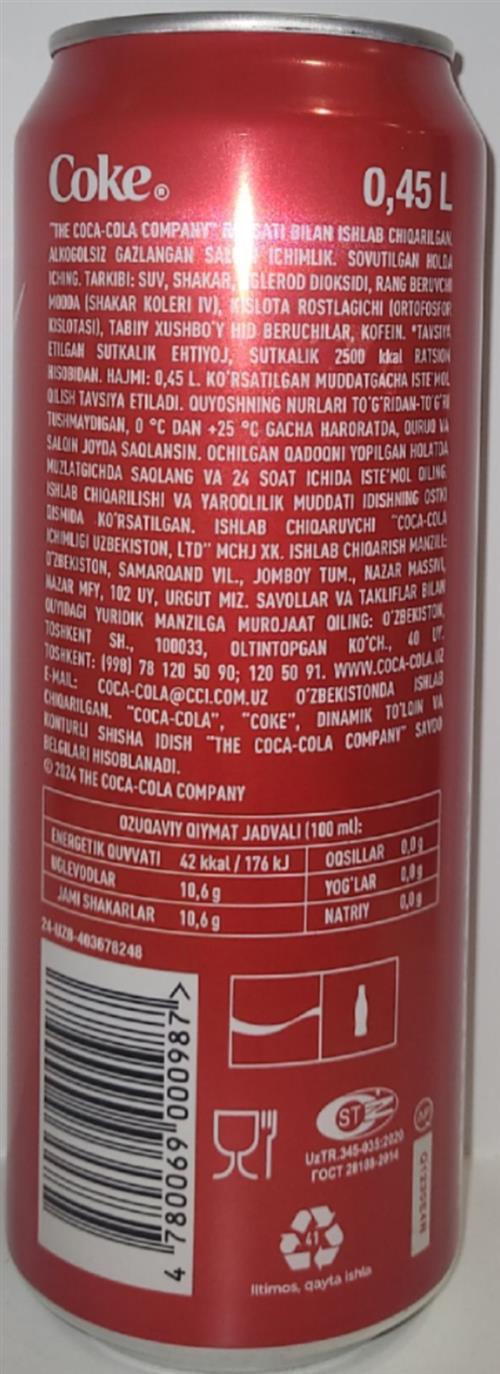 Coke® 0,45 L
"THE COCA-COLA COMPANY" BILAN ISHLAB CHIQARILGAN,
ALKOGOLSIZ GAZLANGAN ICHIMLIK. SOVUTILGAN HOLDA
ICHING. TARKIBI: SUV, SHAKAR, UGLEROD DIOKSIDI, RANG BERUVCHI
MODDA (SHAKAR KOLERI IV), KISLOTA ROSTLAGICHI (ORTOFOSFOR
KISLOTASI), TABIIY XUSHBO'Y HID BERUCHILAR, KOFEIN. *TAVSIYA
ETILGAN SUTKALIK EHTIYOJ, SUTKALIK 2500 kkal RATSION
HISOBIDAN. HAJMI: 0,45 L. KO'RSATILGAN MUDDATGACHA ISTE'MOL
QILISH TAVSIYA ETILADI. QUYOSHNING NURLARI TO'G'RIDAN-TO'G'RI
TUSHMAYDIGAN, 0 °C DAN +25 °C GACHA HARORATDA, QURUQ VA
SALQIN JOYDA SAQLANSIN. OCHILGAN QADOQNI YOPILGAN HOLATDA
MUZLATGICHDA SAQLANG VA 24 SOAT ICHIDA ISTE'MOL QILING.
ISHLAB CHIQARILISHI VA YAROQLILIK MUDDATI IDISHNING OSTKI
QISMIDA KO'RSATILGAN. ISHLAB CHIQARUVCHI "COCA-COLA
ICHIMLIGI UZBEKISTON, LTD" MCHJ XK. ISHLAB CHIQARISH MANZILI:
O'ZBEKISTON, SAMARQAND VIL., JOMBOY TUM., NAZAR MASSIVI,
NAZAR MFY, 102 UY, URGUT MIZ. SAVOLLAR VA TAKLIFLAR BILAN
QUYIDAGI YURIDIK MANZILGA MUROJAAT QILING: O'ZBEKISTON,
TOSHKENT SH., 100033, OLTINTOPGAN KO'CH., 40 UY.
TOSHKENT: (998) 78 120 50 90; 120 50 91. WWW.COCA-COLA.UZ
E-MAIL: COCA-COLA@CCI.COM.UZ O'ZBEKISTONDA ISHLAB
CHIQARILGAN. "COCA-COLA", "COKE", DINAMIK TO'LQIN VA
KONTURLI SHISHA IDISH "THE COCA-COLA COMPANY" SAVDO
BELGILARI HISOBLANADI.
© 2024 THE COCA-COLA COMPANY
OZUQAVIY QIYMAT JADVALI (100 ml):
ENERGETIK QUVVATI 42 kkal / 176 kJ OQSILLAR 0,0 g
UGLEVODLAR 10,6 g YOG'LAR 0,0 g
JAMI SHAKARLAR 10,6 g NATRIY 0,0 g
24-UZB-403678248
4 780069 000987 >
ST
UzTR.345-035:2020
ГОСТ 28188-2014
41
Iltimos, qayta ishla